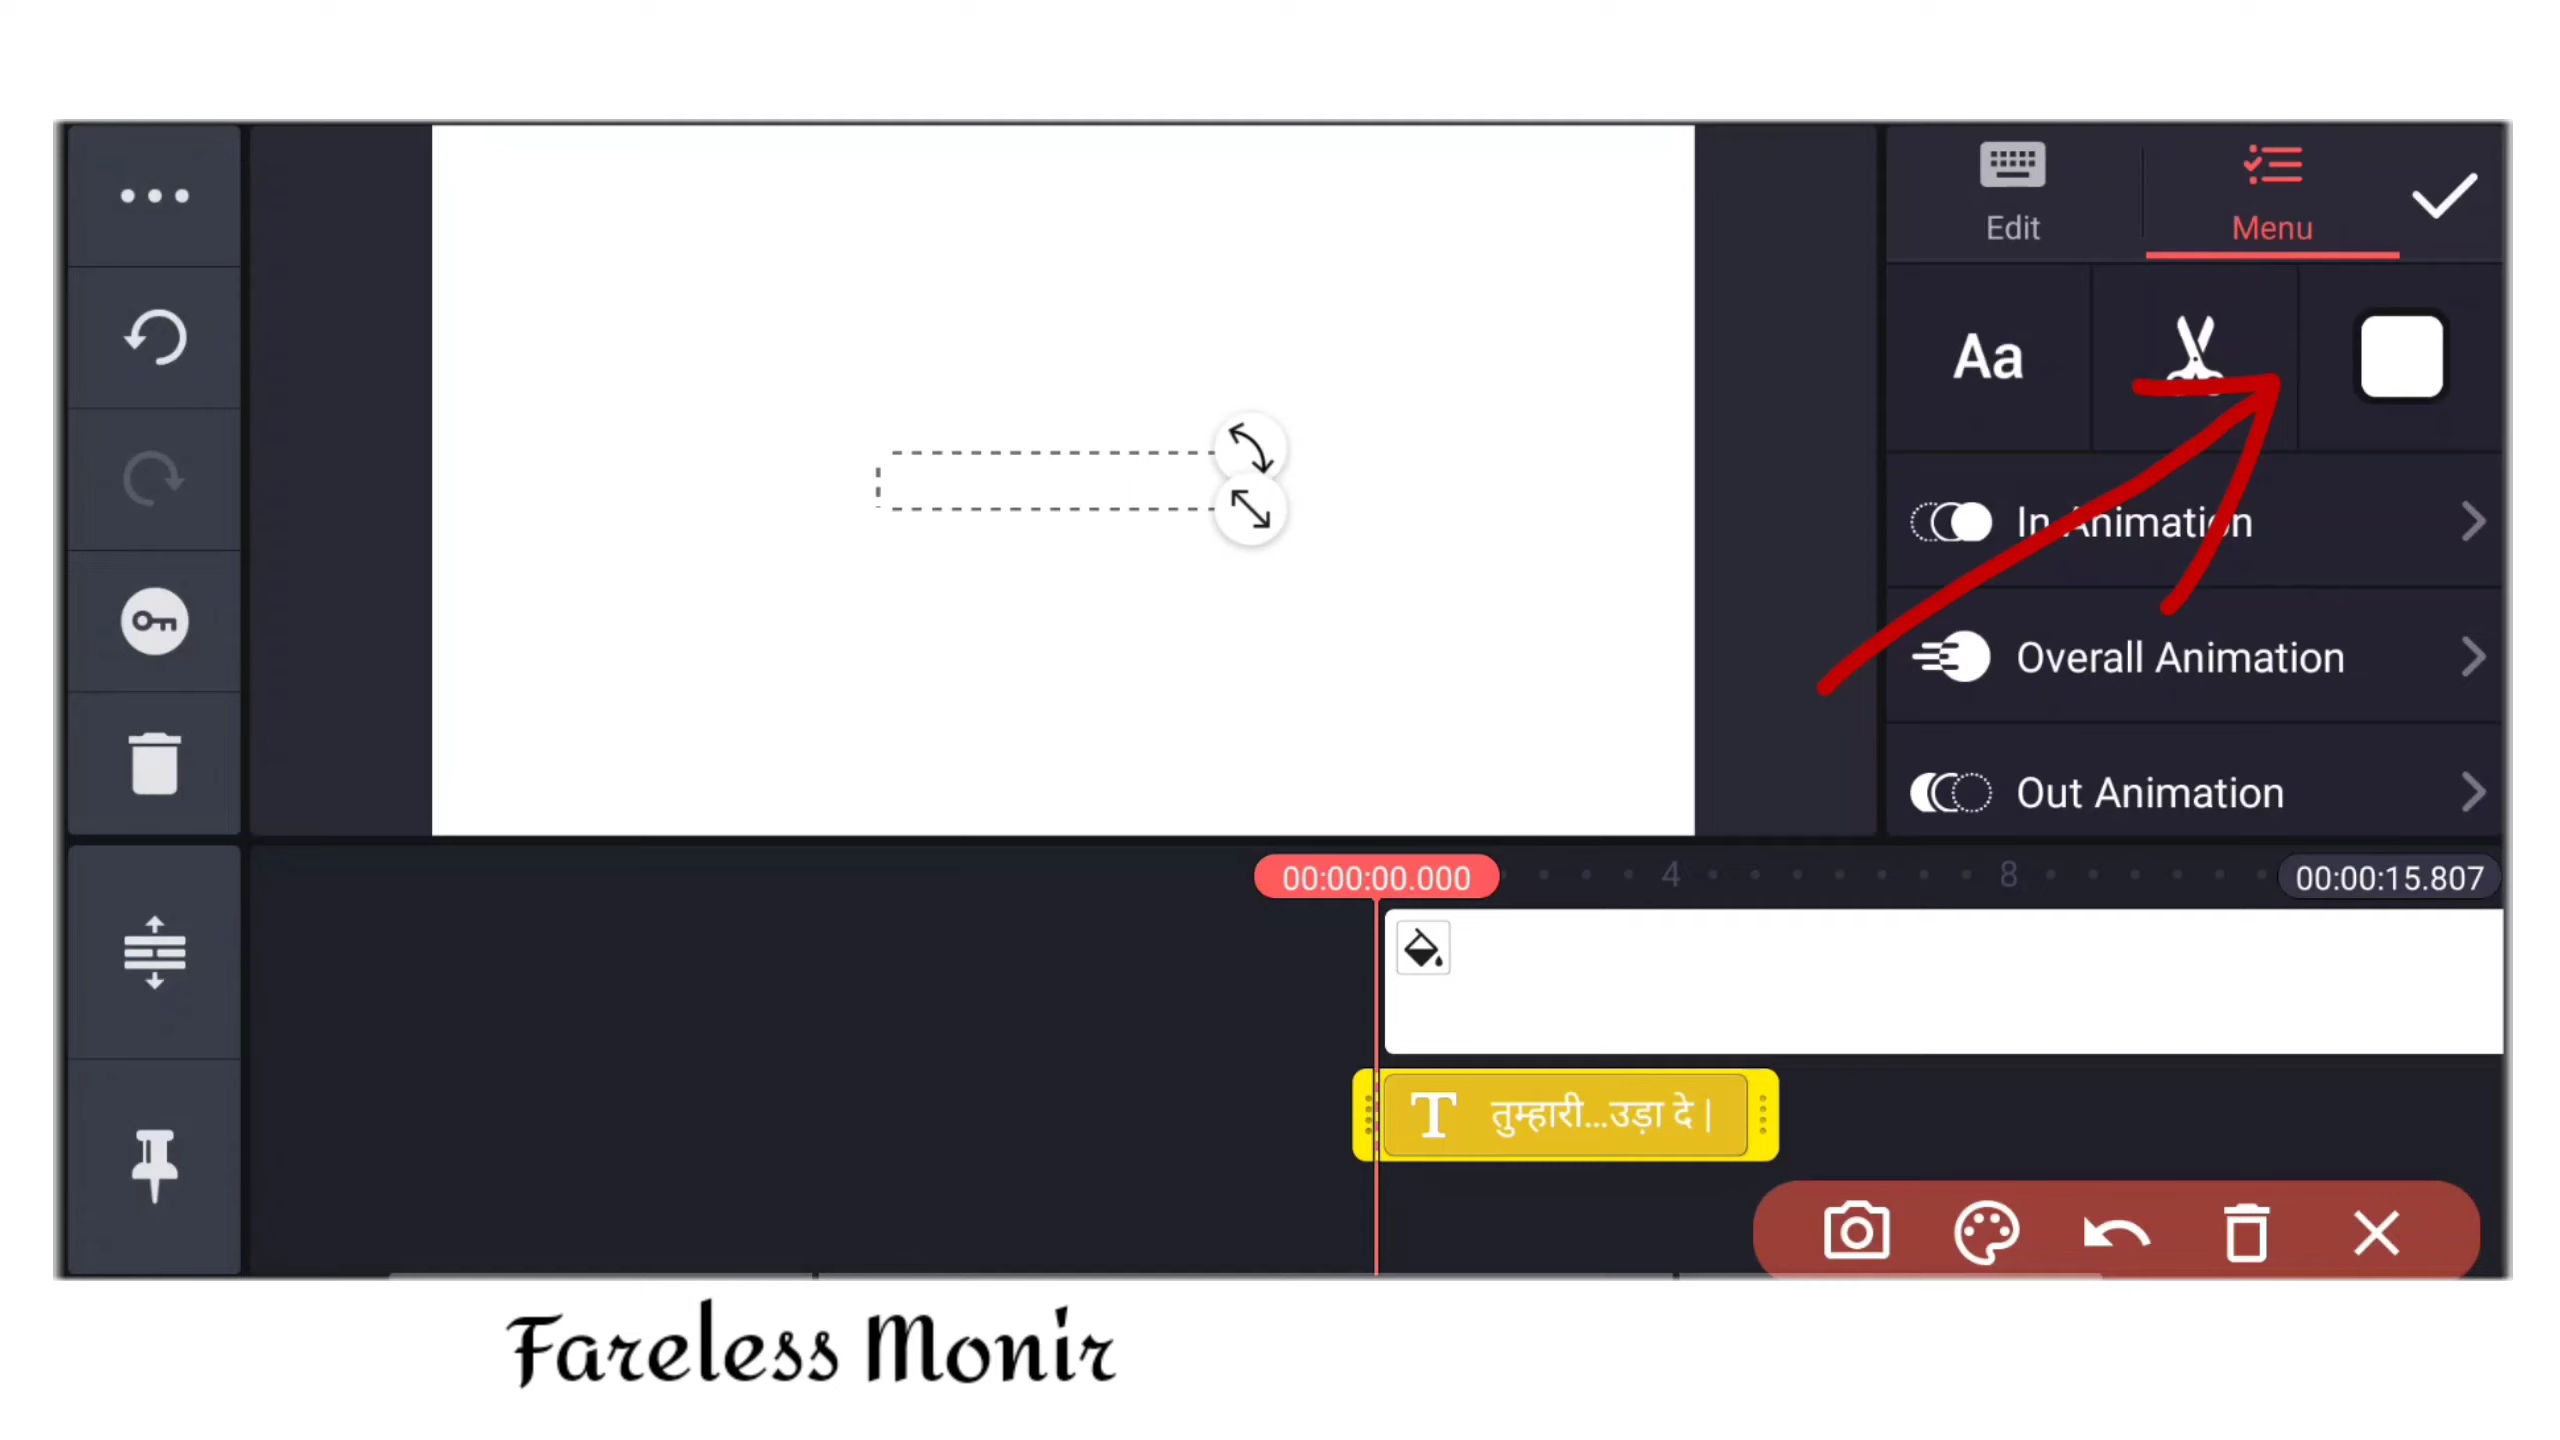 Edit
Menu
Aa
In Animation
Overall Animation
Out Animation
00:00:00.000
4
8
00:00:15.807
T तुम्हारी...उड़ा दे |
Fareless Monir